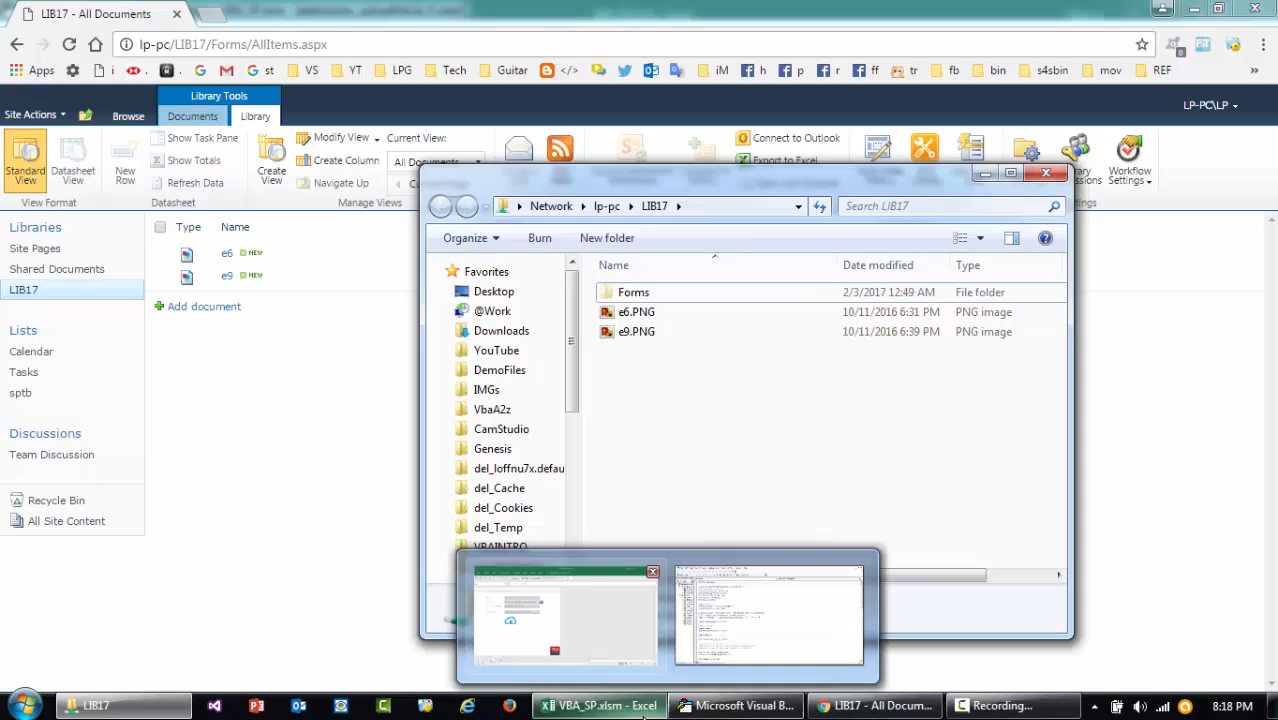 LIB17 - All Documents
lp-pc/LIB17/Forms/AllItems.aspx
Apps i G st VS YT LPG Tech Guitar </> iM h p r ff tr fb bin s4sbin mov REF »
Library Tools
Site Actions Browse Documents Library LP-PC\LP
Standard View
Datasheet View
New Row
Show Task Pane
Show Totals
Refresh Data
Create View
Modify View
Create Column
Navigate Up
Current View:
All Documents
Connect to Outlook
Export to Excel
Workflow Settings
View Format Datasheet Manage Views
Libraries
Site Pages
Shared Documents
LIB17
Lists
Calendar
Tasks
sptb
Discussions
Team Discussion
Recycle Bin
All Site Content
Type Name
e6 NEW
e9 NEW
Add document
Network lp-pc LIB17
Search LIB17
Organize Burn New folder
Favorites
Desktop
@Work
Downloads
YouTube
DemoFiles
IMGs
VbaA2z
CamStudio
Genesis
del_loffnu7x.defau
del_Cache
del_Cookies
del_Temp
VBAINTRO
Name Date modified Type
Forms 2/3/2017 12:49 AM File folder
e6.PNG 10/11/2016 6:31 PM PNG image
e9.PNG 10/11/2016 6:39 PM PNG image
LIB17 VBA_SP.xlsm - Excel Microsoft Visual B... LIB17 - All Docum... Recording... 8:18 PM